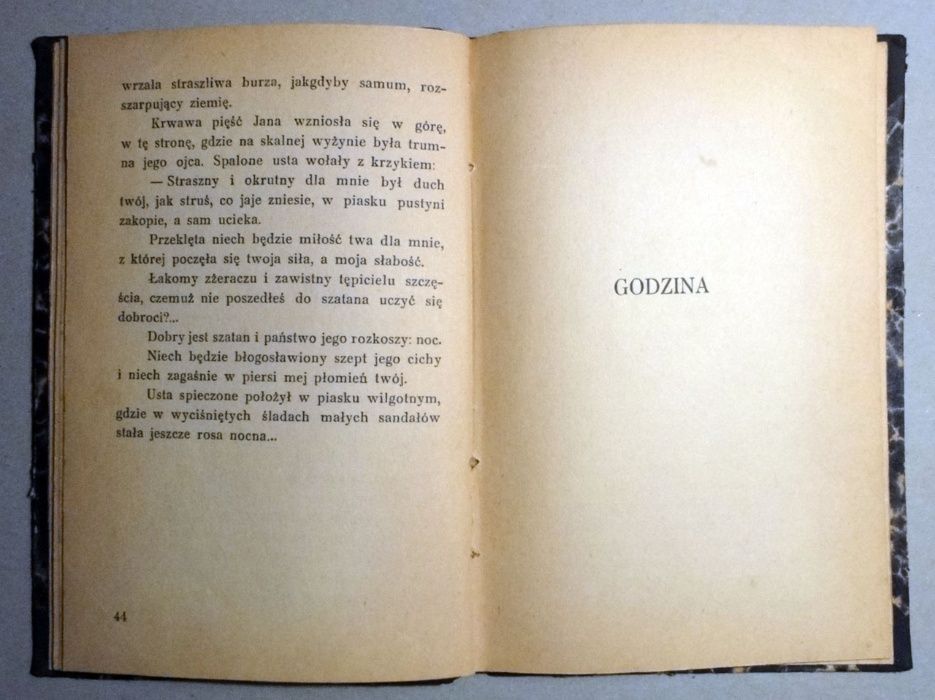 wrzała straszliwa burza, jakgdyby samum, roz-
szarpujący ziemię.
Krwawa pięść Jana wzniosła się w górę,
w tę stronę, gdzie na skalnej wyżynie była trum-
na jego ojca. Spalone usta wołały z krzykiem:
— Straszny i okrutny dla mnie był duch
twój, jak struś, co jaje zniesie, w piasku pustyni
zakopie, a sam ucieka.
Przeklęta niech będzie miłość twa dla mnie,
z której poczęła się twoja siła, a moja słabość.
Łakomy zżeraczu i zawistny tępicielu szczę-
ścia, czemuż nie poszedłeś do szatana uczyć się
dobroci?...
Dobry jest szatan i państwo jego rozkoszy: noc.
Niech będzie błogosławiony szept jego cichy
i niech zagaśnie w piersi mej płomień twój.
Usta spieczone położył w piasku wilgotnym,
gdzie w wyciśniętych śladach małych sandałów
stała jeszcze rosa nocna...
44
GODZINA